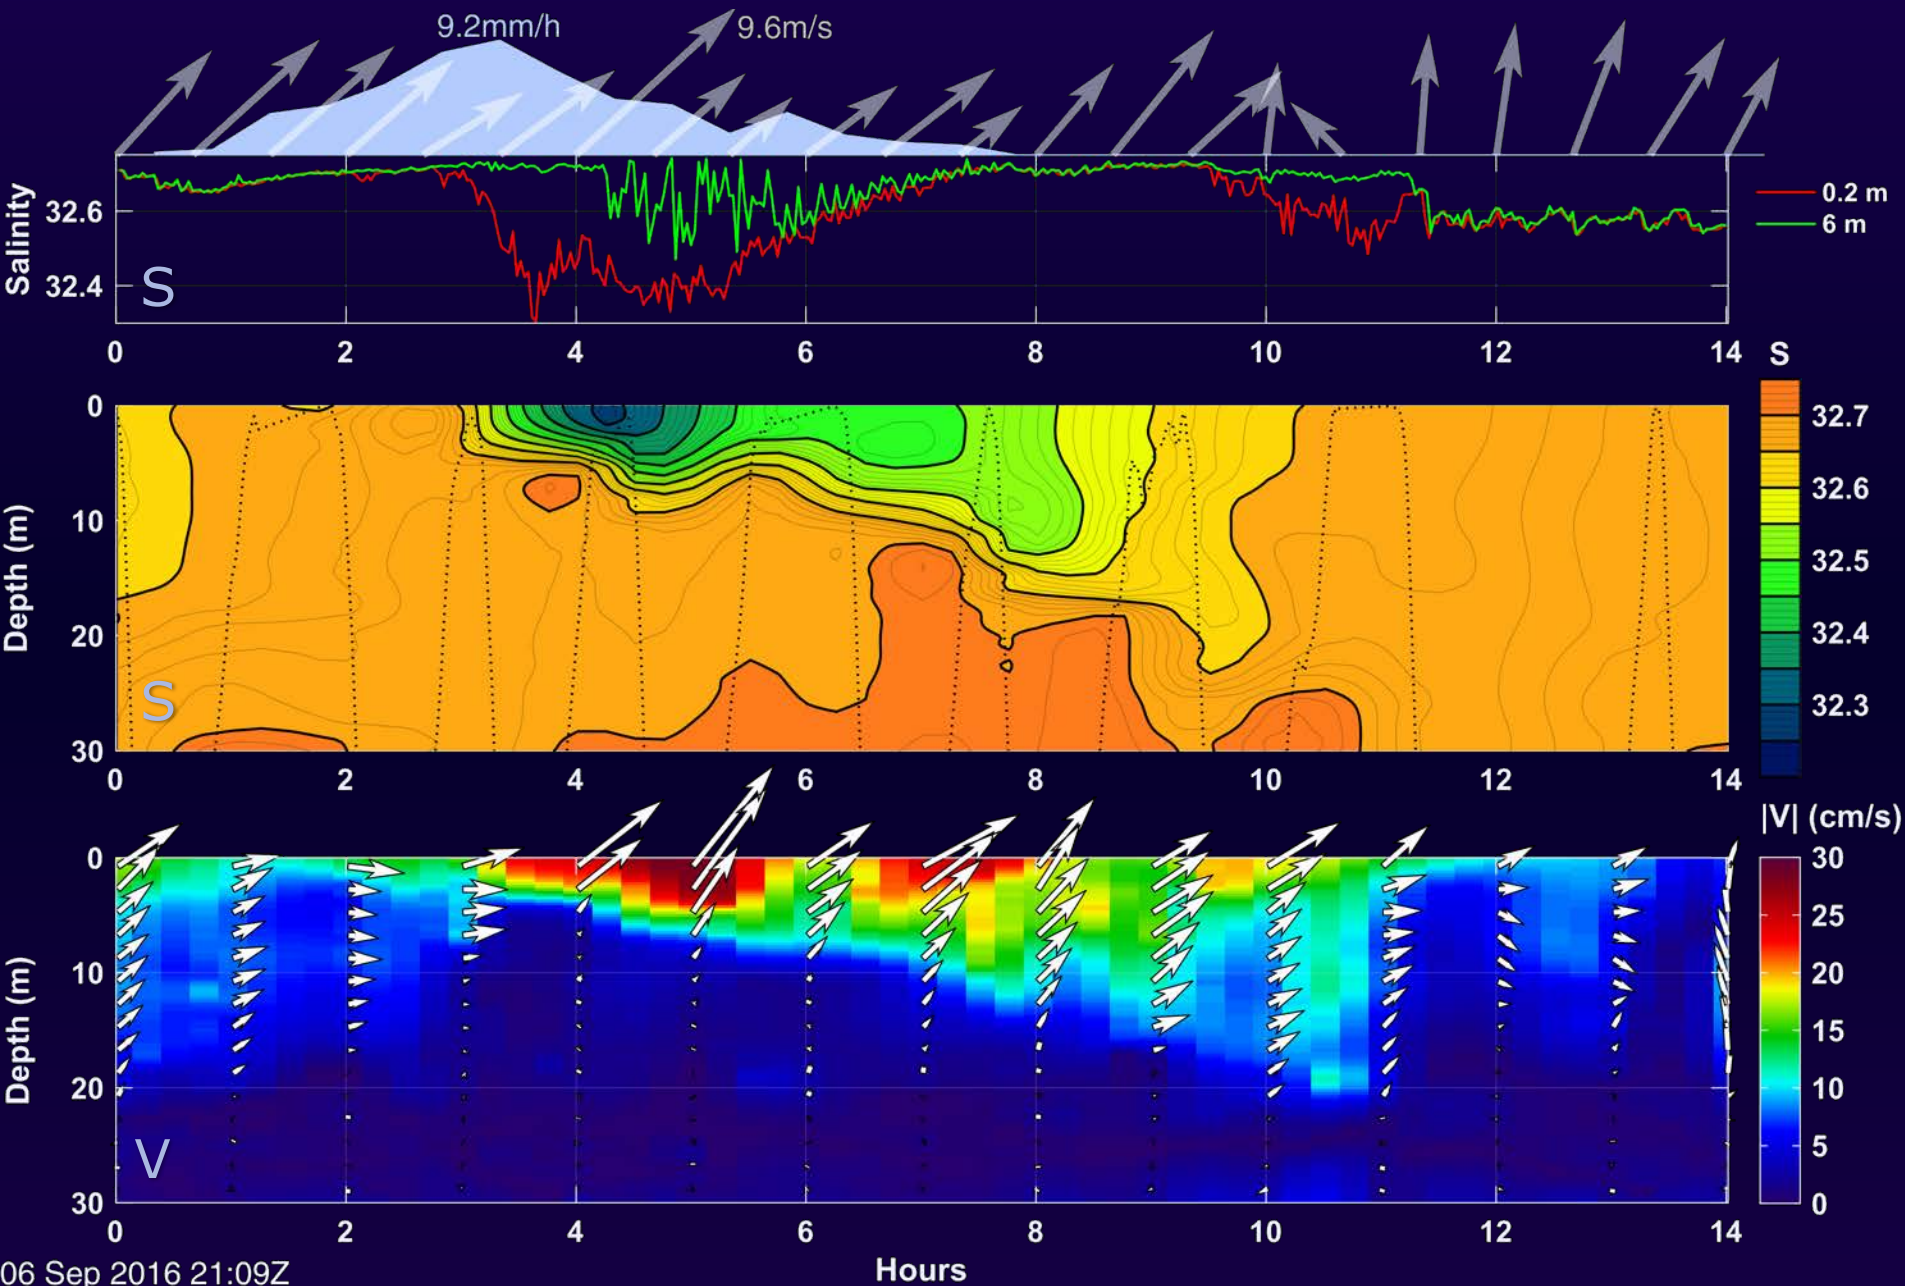 9.2mm/h 9.6m/s
Salinity
32.6
32.4
S
0.2 m
6 m
0 2 4 6 8 10 12 14
S
Depth (m)
0
10
20
30
S
32.7
32.6
32.5
32.4
32.3
0 2 4 6 8 10 12 14
|V| (cm/s)
Depth (m)
0
10
20
30
V
30
25
20
15
10
5
0
0 2 4 6 8 10 12 14
Hours
06 Sep 2016 21:09Z